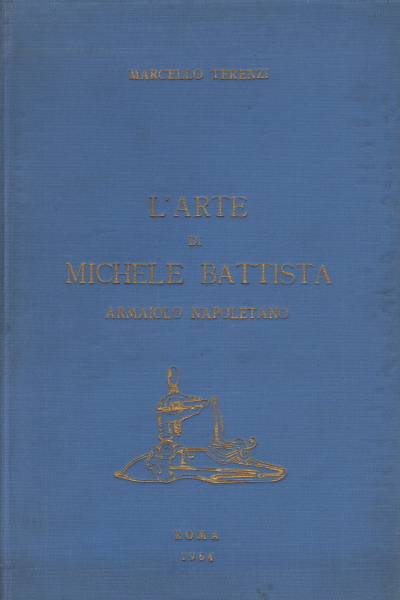 MARCELLO TERENZI
L'ARTE
DI
MICHELE BATTISTA
ARMAIOLO NAPOLETANO
ROMA
1964